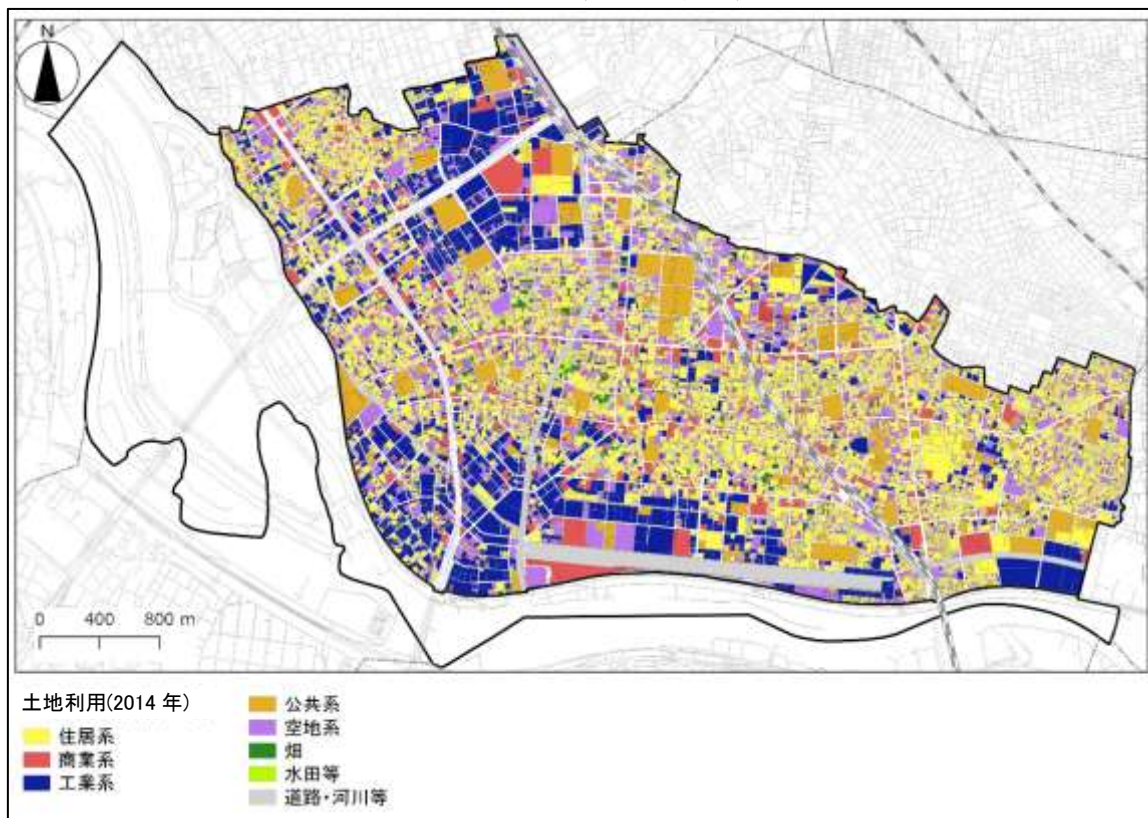 N
0 400 800 m
土地利用(2014 年)
住居系
商業系
工業系
公共系
空地系
畑
水田等
道路・河川等